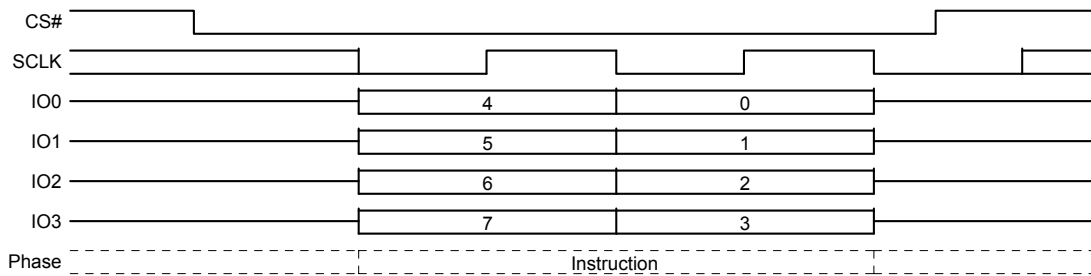 CS#
SCLK
IO0 4 0
IO1 5 1
IO2 6 2
IO3 7 3
Phase Instruction